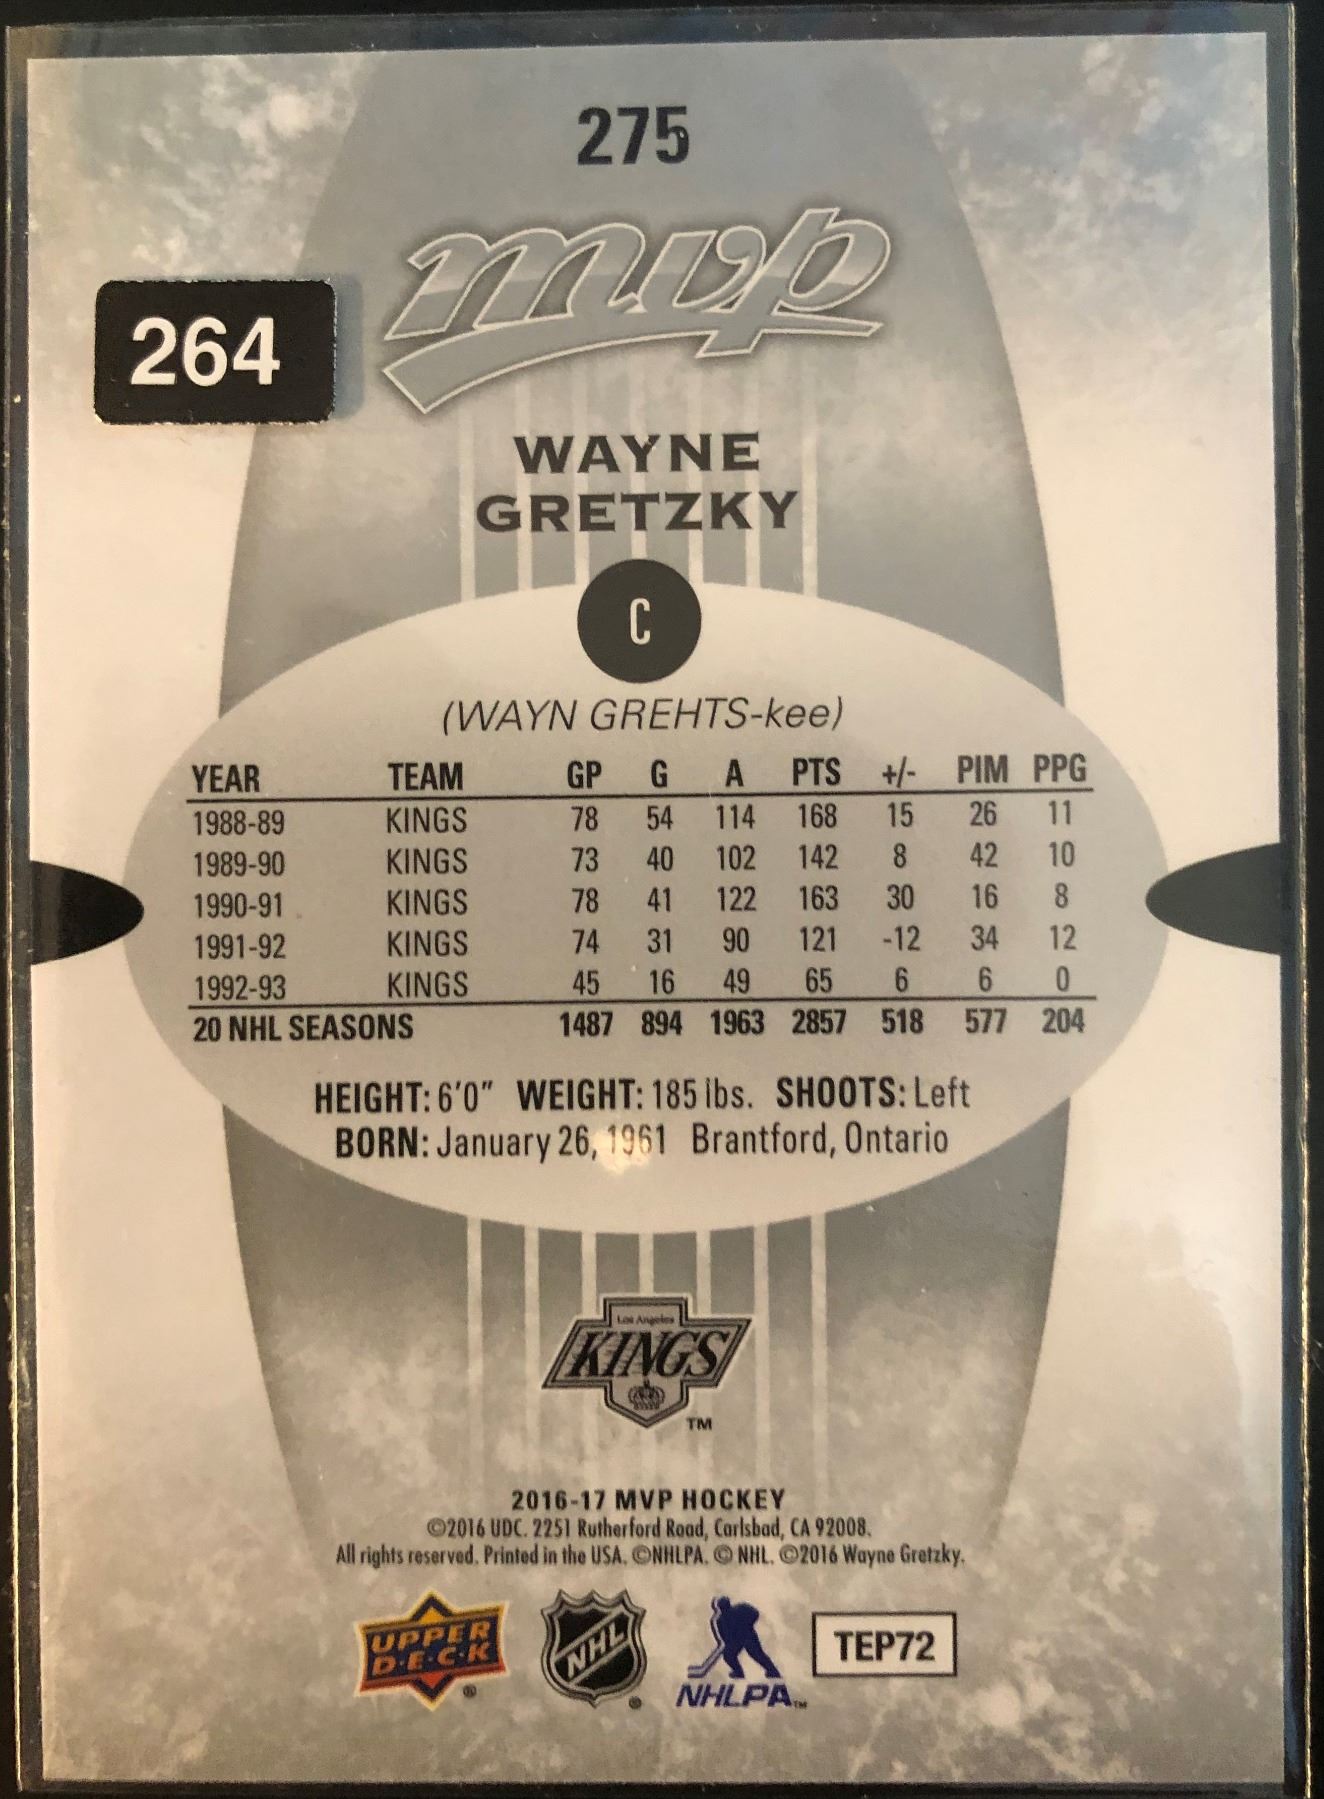 275
mvp
264
WAYNE
GRETZKY
C
(WAYN GREHTS-kee)
YEAR TEAM GP G A PTS +/- PIM PPG
1988-89 KINGS 78 54 114 168 15 26 11
1989-90 KINGS 73 40 102 142 8 42 10
1990-91 KINGS 78 41 122 163 30 16 8
1991-92 KINGS 74 31 90 121 -12 34 12
1992-93 KINGS 45 16 49 65 6 6 0
20 NHL SEASONS 1487 894 1963 2857 518 577 204
HEIGHT: 6'0" WEIGHT: 185 lbs. SHOOTS: Left
BORN: January 26, 1961 Brantford, Ontario
Los Angeles
KINGS
TM
2016-17 MVP HOCKEY
©2016 UDC. 2251 Rutherford Road, Carlsbad, CA 92008.
All rights reserved. Printed in the USA. ©NHLPA. © NHL. ©2016 Wayne Gretzky.
UPPER
D·E·C·K
®
NHL
®
NHLPA™
TEP72